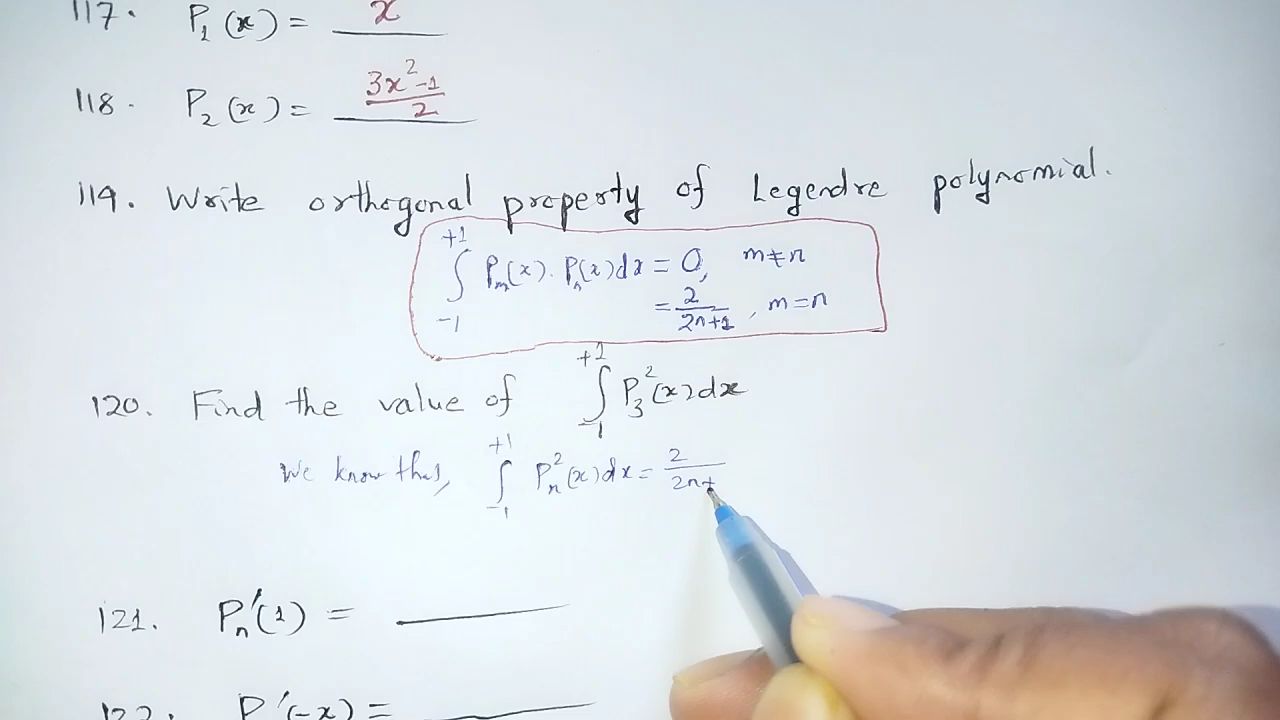 117. P₁(x) = x
118. P₂(x) = (3x²-1)/2
119. Write orthogonal property of Legendre polynomial.
∫₋₁⁺¹ Pₘ(x). Pₙ(x)dx = 0, m≠n
= 2/(2n+1), m=n
120. Find the value of ∫₋₁⁺¹ P₃²(x)dx
We know that, ∫₋₁⁺¹ Pₙ²(x)dx = 2/(2n+
121. Pₙ'(1) =
122. P'(-x) =